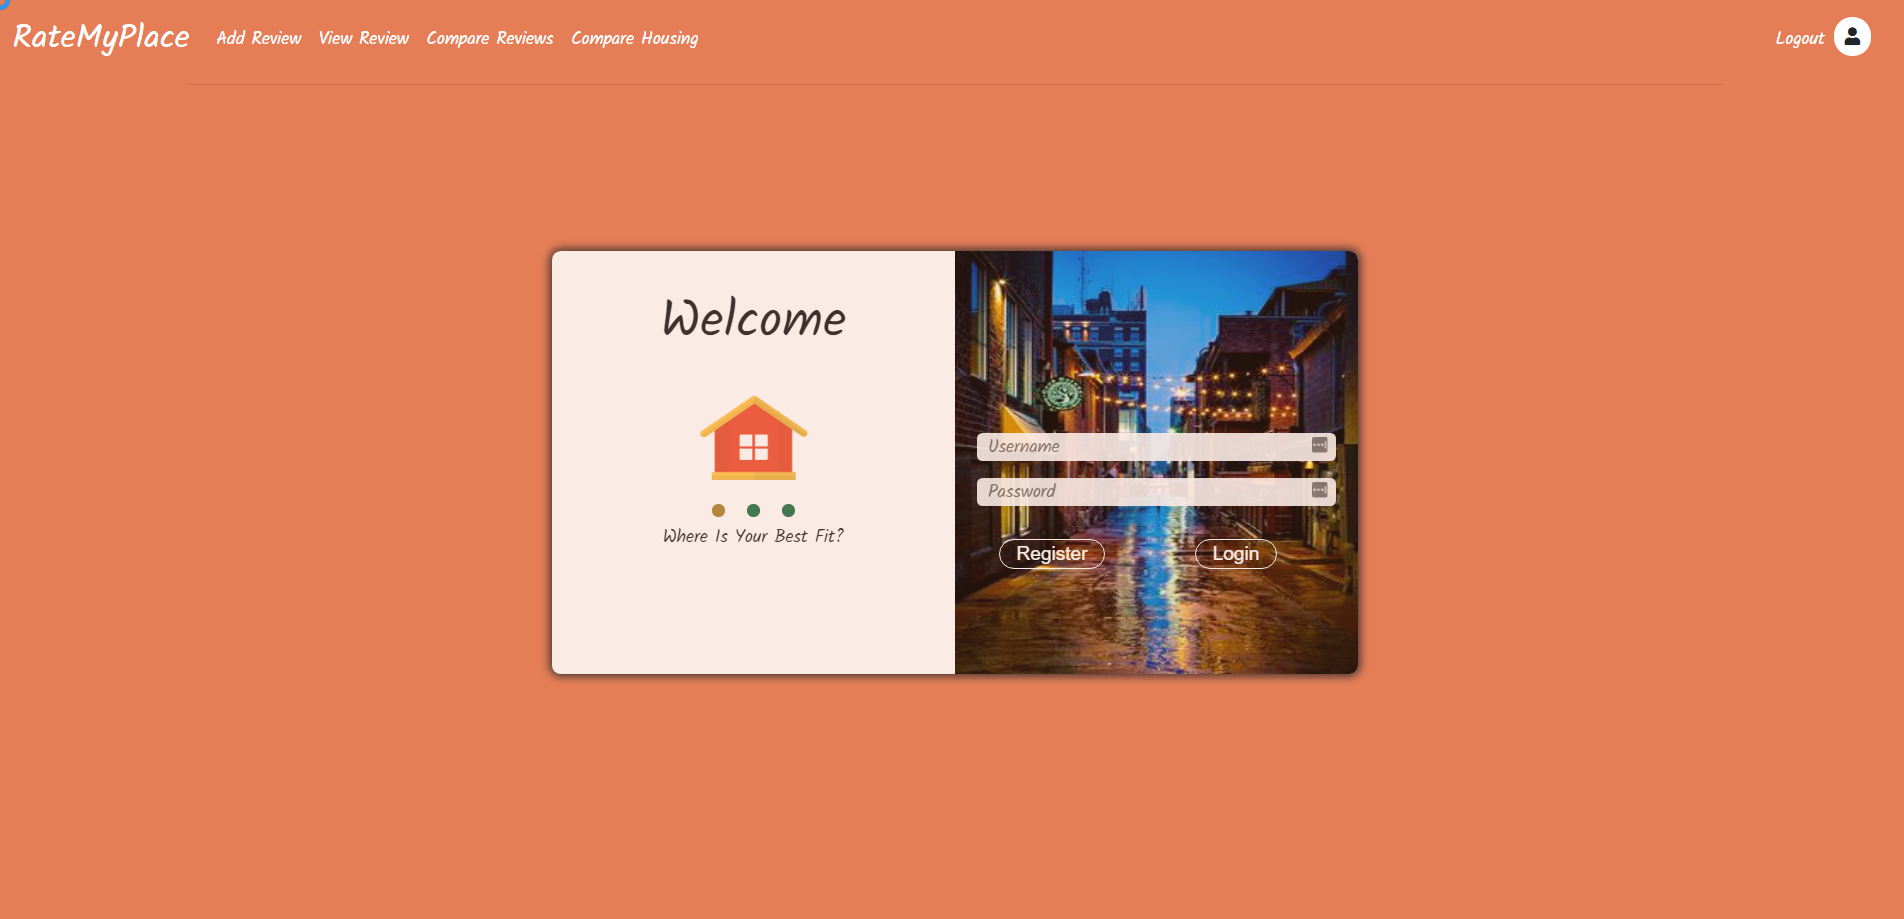 RateMyPlace Add Review View Review Compare Reviews Compare Housing Logout
Welcome
Where Is Your Best Fit?
Username
Password
Register Login